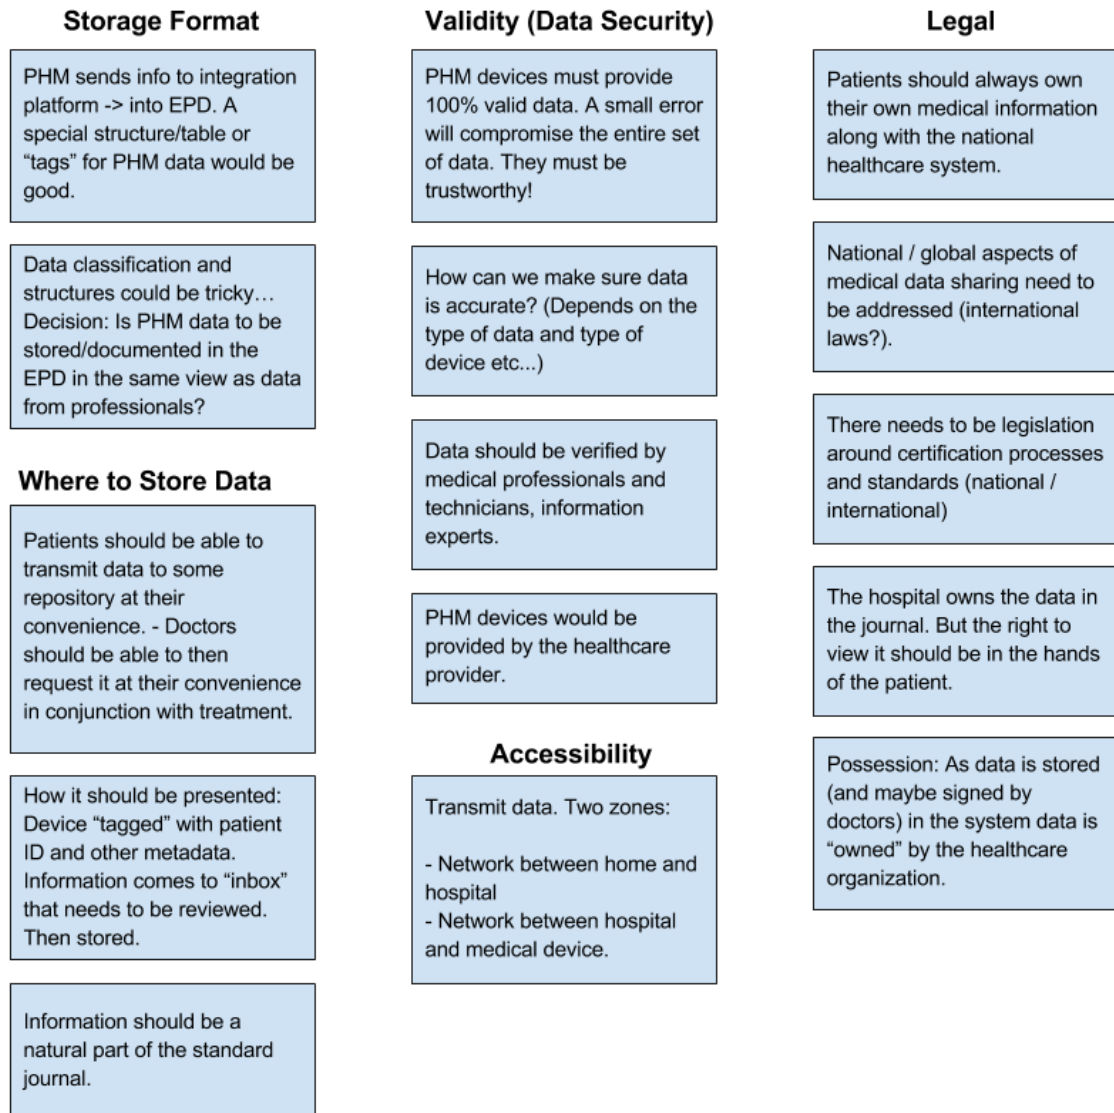 Storage Format
PHM sends info to integration
platform -> into EPD. A
special structure/table or
“tags” for PHM data would be
good.
Data classification and
structures could be tricky…
Decision: Is PHM data to be
stored/documented in the
EPD in the same view as data
from professionals?
Where to Store Data
Patients should be able to
transmit data to some
repository at their
convenience. - Doctors
should be able to then
request it at their convenience
in conjunction with treatment.
How it should be presented:
Device “tagged” with patient
ID and other metadata.
Information comes to “inbox”
that needs to be reviewed.
Then stored.
Information should be a
natural part of the standard
journal.
Validity (Data Security)
PHM devices must provide
100% valid data. A small error
will compromise the entire set
of data. They must be
trustworthy!
How can we make sure data
is accurate? (Depends on the
type of data and type of
device etc...)
Data should be verified by
medical professionals and
technicians, information
experts.
PHM devices would be
provided by the healthcare
provider.
Accessibility
Transmit data. Two zones:
- Network between home and
hospital
- Network between hospital
and medical device.
Legal
Patients should always own
their own medical information
along with the national
healthcare system.
National / global aspects of
medical data sharing need to
be addressed (international
laws?).
There needs to be legislation
around certification processes
and standards (national /
international)
The hospital owns the data in
the journal. But the right to
view it should be in the hands
of the patient.
Possession: As data is stored
(and maybe signed by
doctors) in the system data is
“owned” by the healthcare
organization.